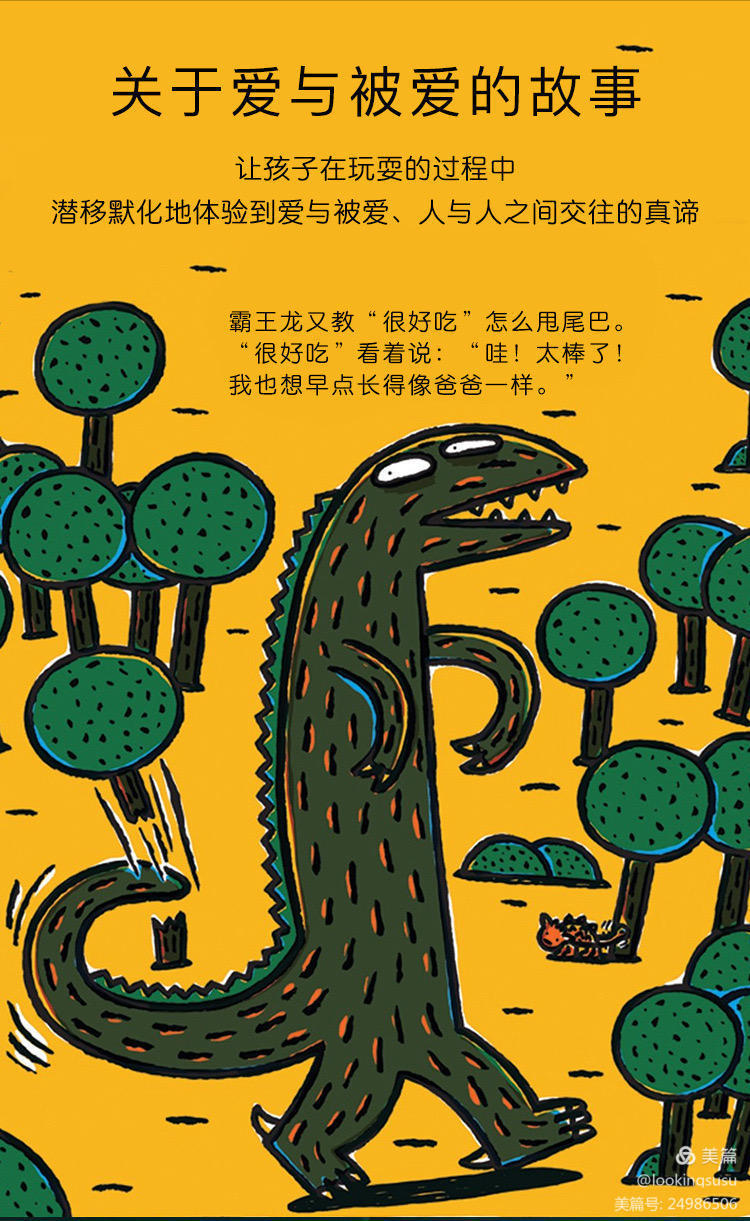 关于爱与被爱的故事
让孩子在玩耍的过程中
潜移默化地体验到爱与被爱、人与人之间交往的真谛
霸王龙又教“很好吃”怎么甩尾巴。
“很好吃”看着说：“哇！太棒了！
我也想早点长得像爸爸一样。”
美篇
@lookingsusu
美篇号: 24986506